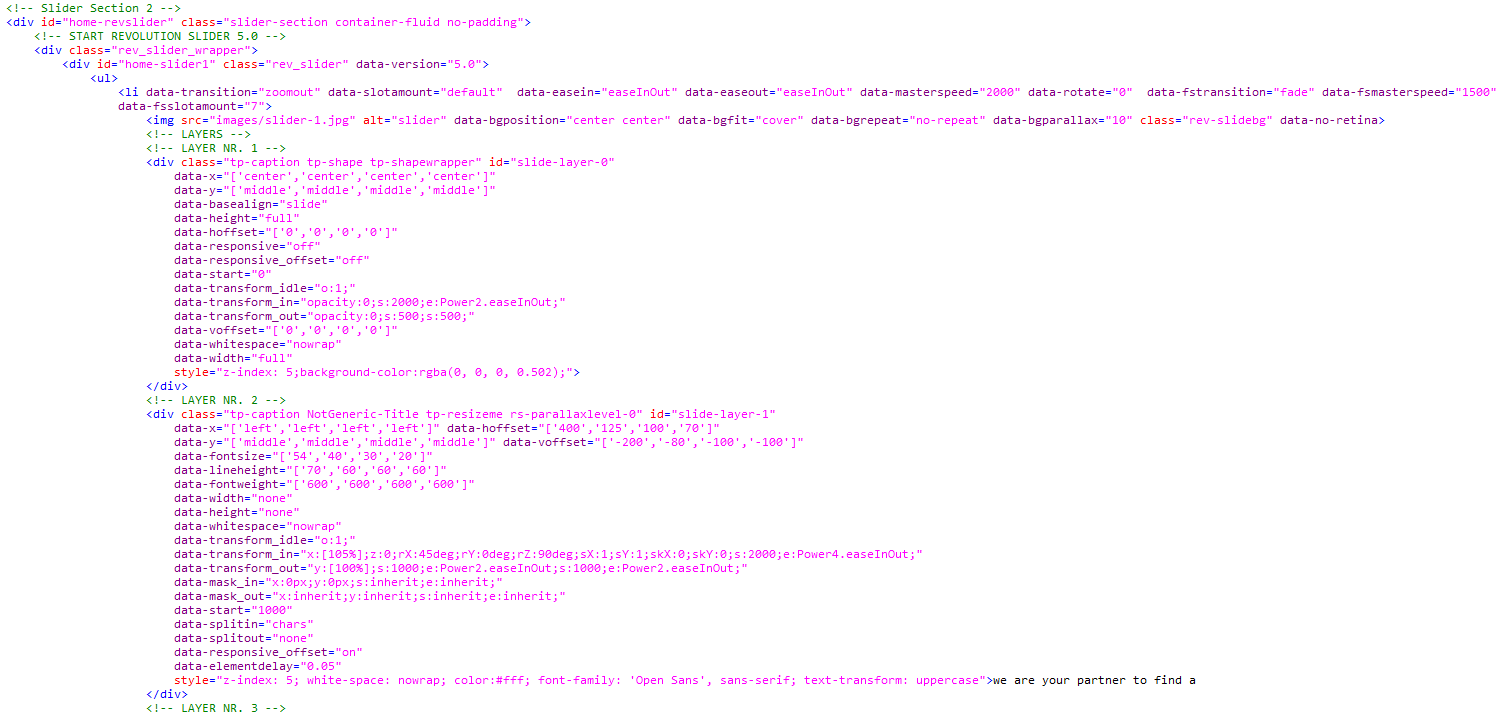 <!-- Slider Section 2 -->
<div id="home-revslider" class="slider-section container-fluid no-padding">
<!-- START REVOLUTION SLIDER 5.0 -->
<div class="rev_slider_wrapper">
<div id="home-slider1" class="rev_slider" data-version="5.0">
<ul>
<li data-transition="zoomout" data-slotamount="default"  data-easein="easeInOut" data-easeout="easeInOut" data-masterspeed="2000" data-rotate="0"  data-fstransition="fade" data-fsmasterspeed="1500"
data-fsslotamount="7">
<img src="images/slider-1.jpg" alt="slider" data-bgposition="center center" data-bgfit="cover" data-bgrepeat="no-repeat" data-bgparallax="10" class="rev-slidebg" data-no-retina>
<!-- LAYERS -->
<!-- LAYER NR. 1 -->
<div class="tp-caption tp-shape tp-shapewrapper" id="slide-layer-0"
data-x="['center','center','center','center']"
data-y="['middle','middle','middle','middle']"
data-basealign="slide"
data-height="full"
data-hoffset="['0','0','0','0']"
data-responsive="off"
data-responsive_offset="off"
data-start="0"
data-transform_idle="o:1;"
data-transform_in="opacity:0;s:2000;e:Power2.easeInOut;"
data-transform_out="opacity:0;s:500;s:500;"
data-voffset="['0','0','0','0']"
data-whitespace="nowrap"
data-width="full"
style="z-index: 5;background-color:rgba(0, 0, 0, 0.502);">
</div>
<!-- LAYER NR. 2 -->
<div class="tp-caption NotGeneric-Title tp-resizeme rs-parallaxlevel-0" id="slide-layer-1"
data-x="['left','left','left','left']" data-hoffset="['400','125','100','70']"
data-y="['middle','middle','middle','middle']" data-voffset="['-200','-80','-100','-100']"
data-fontsize="['54','40','30','20']"
data-lineheight="['70','60','60','60']"
data-fontweight="['600','600','600','600']"
data-width="none"
data-height="none"
data-whitespace="nowrap"
data-transform_idle="o:1;"
data-transform_in="x:[105%];z:0;rX:45deg;rY:0deg;rZ:90deg;sX:1;sY:1;skX:0;skY:0;s:2000;e:Power4.easeInOut;"
data-transform_out="y:[100%];s:1000;e:Power2.easeInOut;s:1000;e:Power2.easeInOut;"
data-mask_in="x:0px;y:0px;s:inherit;e:inherit;"
data-mask_out="x:inherit;y:inherit;s:inherit;e:inherit;"
data-start="1000"
data-splitin="chars"
data-splitout="none"
data-responsive_offset="on"
data-elementdelay="0.05"
style="z-index: 5; white-space: nowrap; color:#fff; font-family: 'Open Sans', sans-serif; text-transform: uppercase">we are your partner to find a
</div>
<!-- LAYER NR. 3 -->